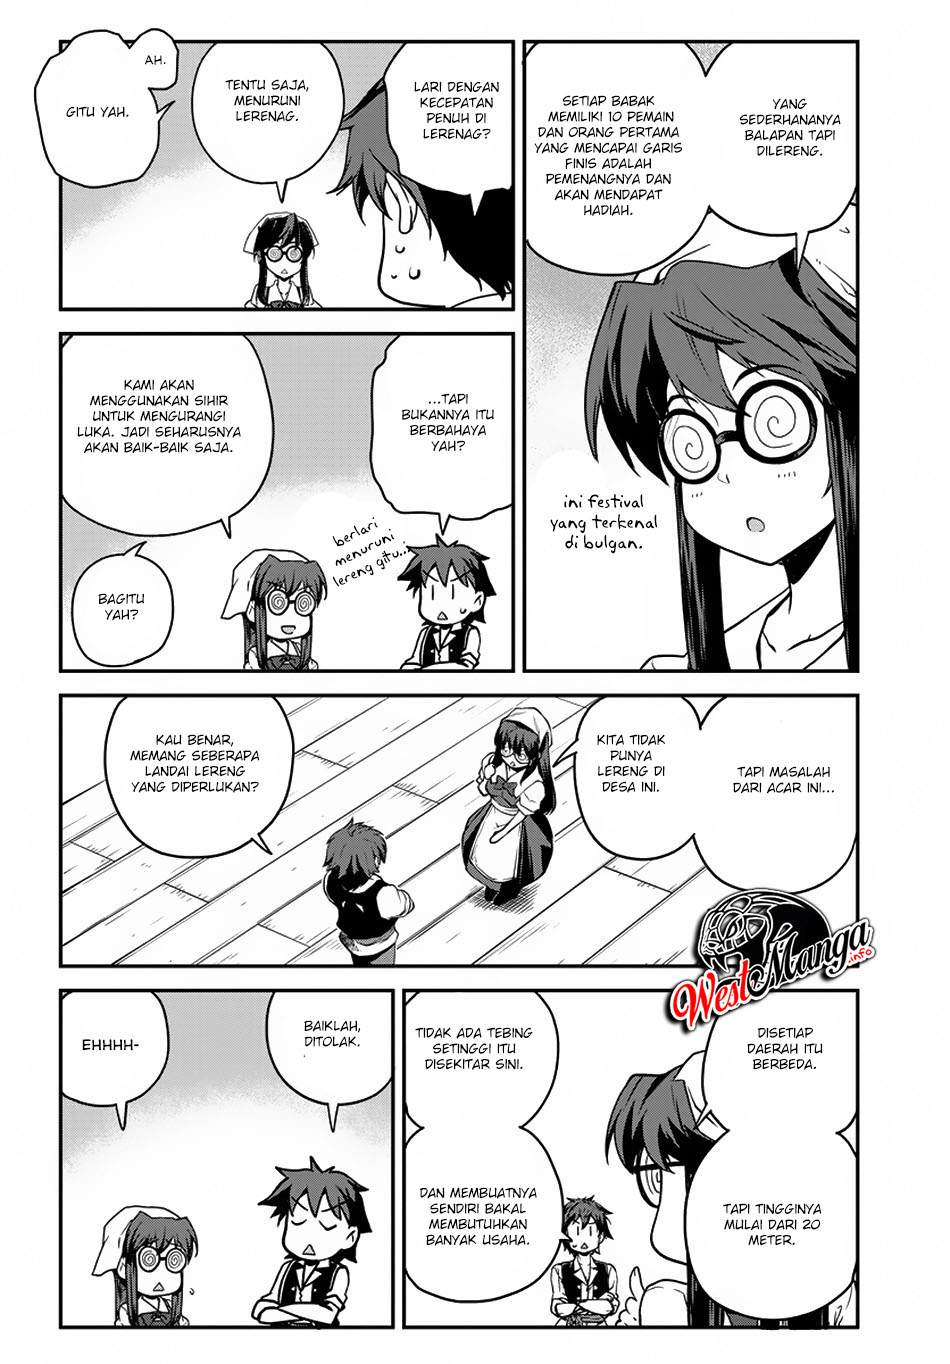 YANG
SEDERHANANYA
BALAPAN TAPI
DILERENG.
SETIAP BABAK
MEMILIKI 10 PEMAIN
DAN ORANG PERTAMA
YANG MENCAPAI GARIS
FINIS ADALAH
PEMENANGNYA DAN
AKAN MENDAPAT
HADIAH.
ini festival
yang terkenal
di bulgan.
LARI DENGAN
KECEPATAN
PENUH DI
LERENAG?
TENTU SAJA,
MENURUNI
LERENAG.
AH.
GITU YAH.
...TAPI
BUKANNYA ITU
BERBAHAYA
YAH?
berlari
menuruni
lereng gitu...
KAMI AKAN
MENGGUNAKAN SIHIR
UNTUK MENGURANGI
LUKA. JADI SEHARUSNYA
AKAN BAIK-BAIK SAJA.
BAGITU
YAH?
TAPI MASALAH
DARI ACAR INI...
KITA TIDAK
PUNYA
LERENG DI
DESA INI.
KAU BENAR,
MEMANG SEBERAPA
LANDAI LERENG
YANG DIPERLUKAN?
WestManga
.info
DISETIAP
DAERAH ITU
BERBEDA.
TAPI TINGGINYA
MULAI DARI 20
METER.
TIDAK ADA TEBING
SETINGGI ITU
DISEKITAR SINI.
DAN MEMBUATNYA
SENDIRI BAKAL
MEMBUTUHKAN
BANYAK USAHA.
BAIKLAH,
DITOLAK.
EHHHH-